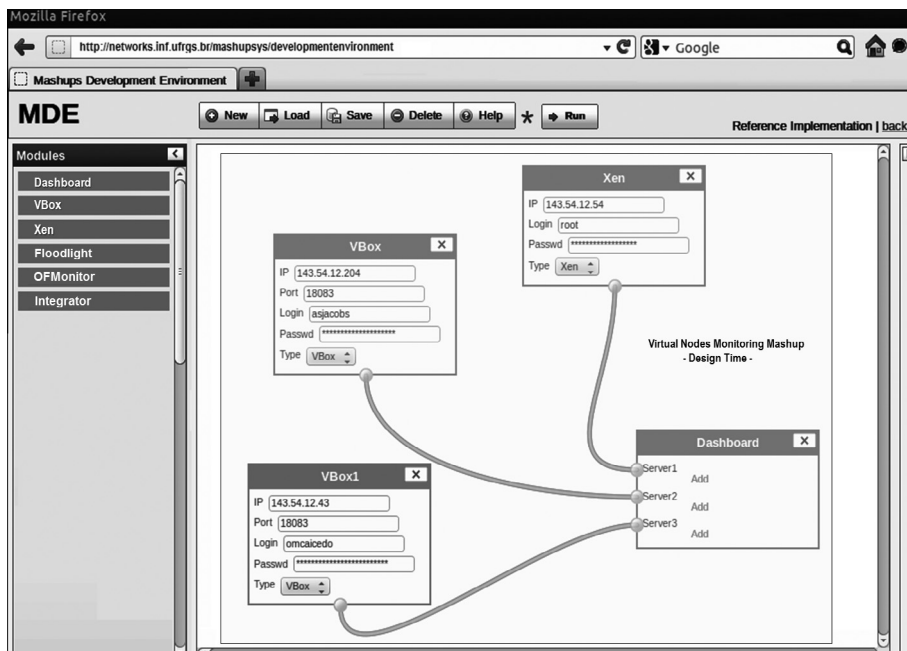 Mozilla Firefox
http://networks.inf.ufrgs.br/mashupsys/developmentenvironment
Google
Mashups Development Environment
MDE
New Load Save Delete Help * Run
Reference Implementation | back
Modules
Dashboard
VBox
Xen
Floodlight
OFMonitor
Integrator
Xen
IP 143.54.12.54
Login root
Passwd ******************
Type Xen
VBox
IP 143.54.12.204
Port 18083
Login asjacobs
Passwd ********************
Type VBox
Virtual Nodes Monitoring Mashup
- Design Time -
Dashboard
Server1
Add
Server2
Add
Server3
Add
VBox1
IP 143.54.12.43
Port 18083
Login omcaicedo
Passwd *************************
Type VBox